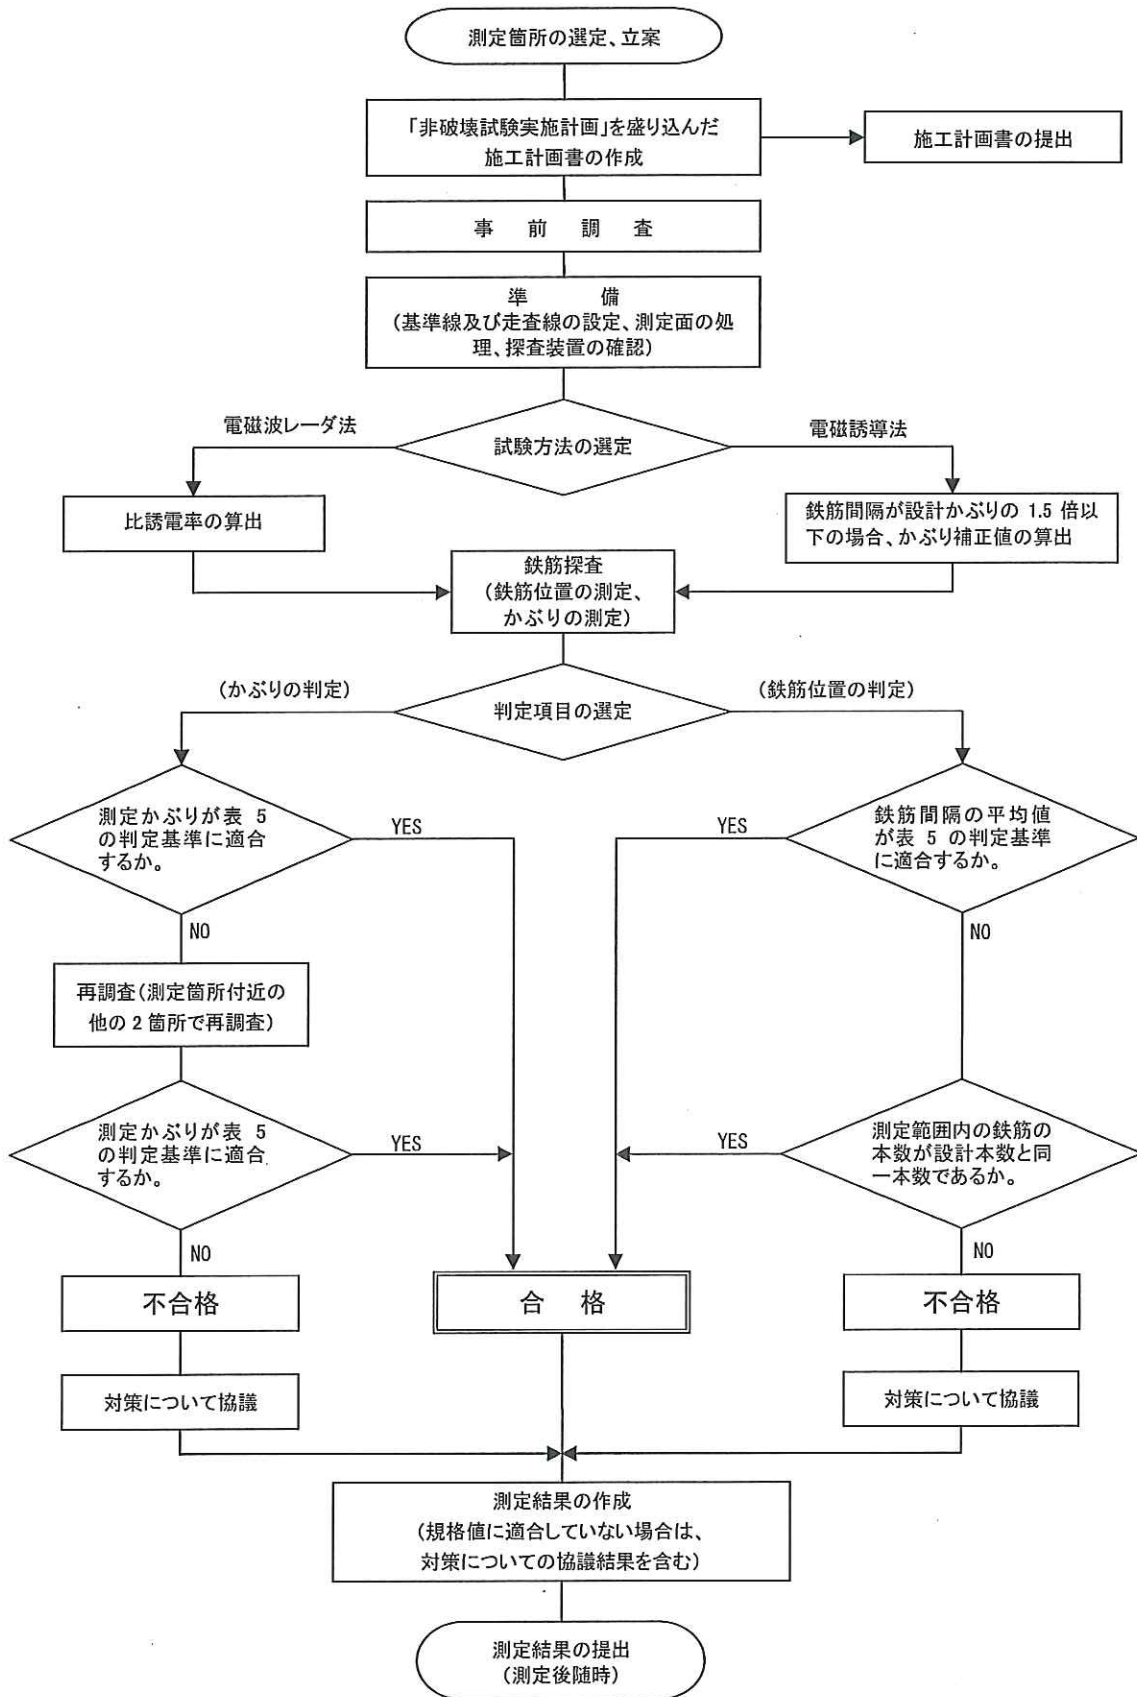 測定箇所の選定、立案
「非破壊試験実施計画」を盛り込んだ
施工計画書の作成
施工計画書の提出
事 前 調 査
準 備
(基準線及び走査線の設定、測定面の処
理、探査装置の確認)
電磁波レーダ法
試験方法の選定
電磁誘導法
比誘電率の算出
鉄筋間隔が設計かぶりの 1.5 倍以
下の場合、かぶり補正値の算出
鉄筋探査
(鉄筋位置の測定、
かぶりの測定)
(かぶりの判定)
判定項目の選定
(鉄筋位置の判定)
測定かぶりが表 5
の判定基準に適合
するか。
YES
YES
鉄筋間隔の平均値
が表 5 の判定基準
に適合するか。
NO
NO
再調査(測定箇所付近の
他の 2 箇所で再調査)
測定かぶりが表 5
の判定基準に適合
するか。
YES
YES
測定範囲内の鉄筋の
本数が設計本数と同
一本数であるか。
NO
NO
不合格
合 格
不合格
対策について協議
対策について協議
測定結果の作成
(規格値に適合していない場合は、
対策についての協議結果を含む)
測定結果の提出
(測定後随時)